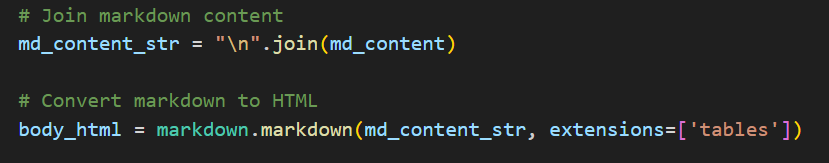 # Join markdown content
md_content_str = "\n".join(md_content)
# Convert markdown to HTML
body_html = markdown.markdown(md_content_str, extensions=['tables'])